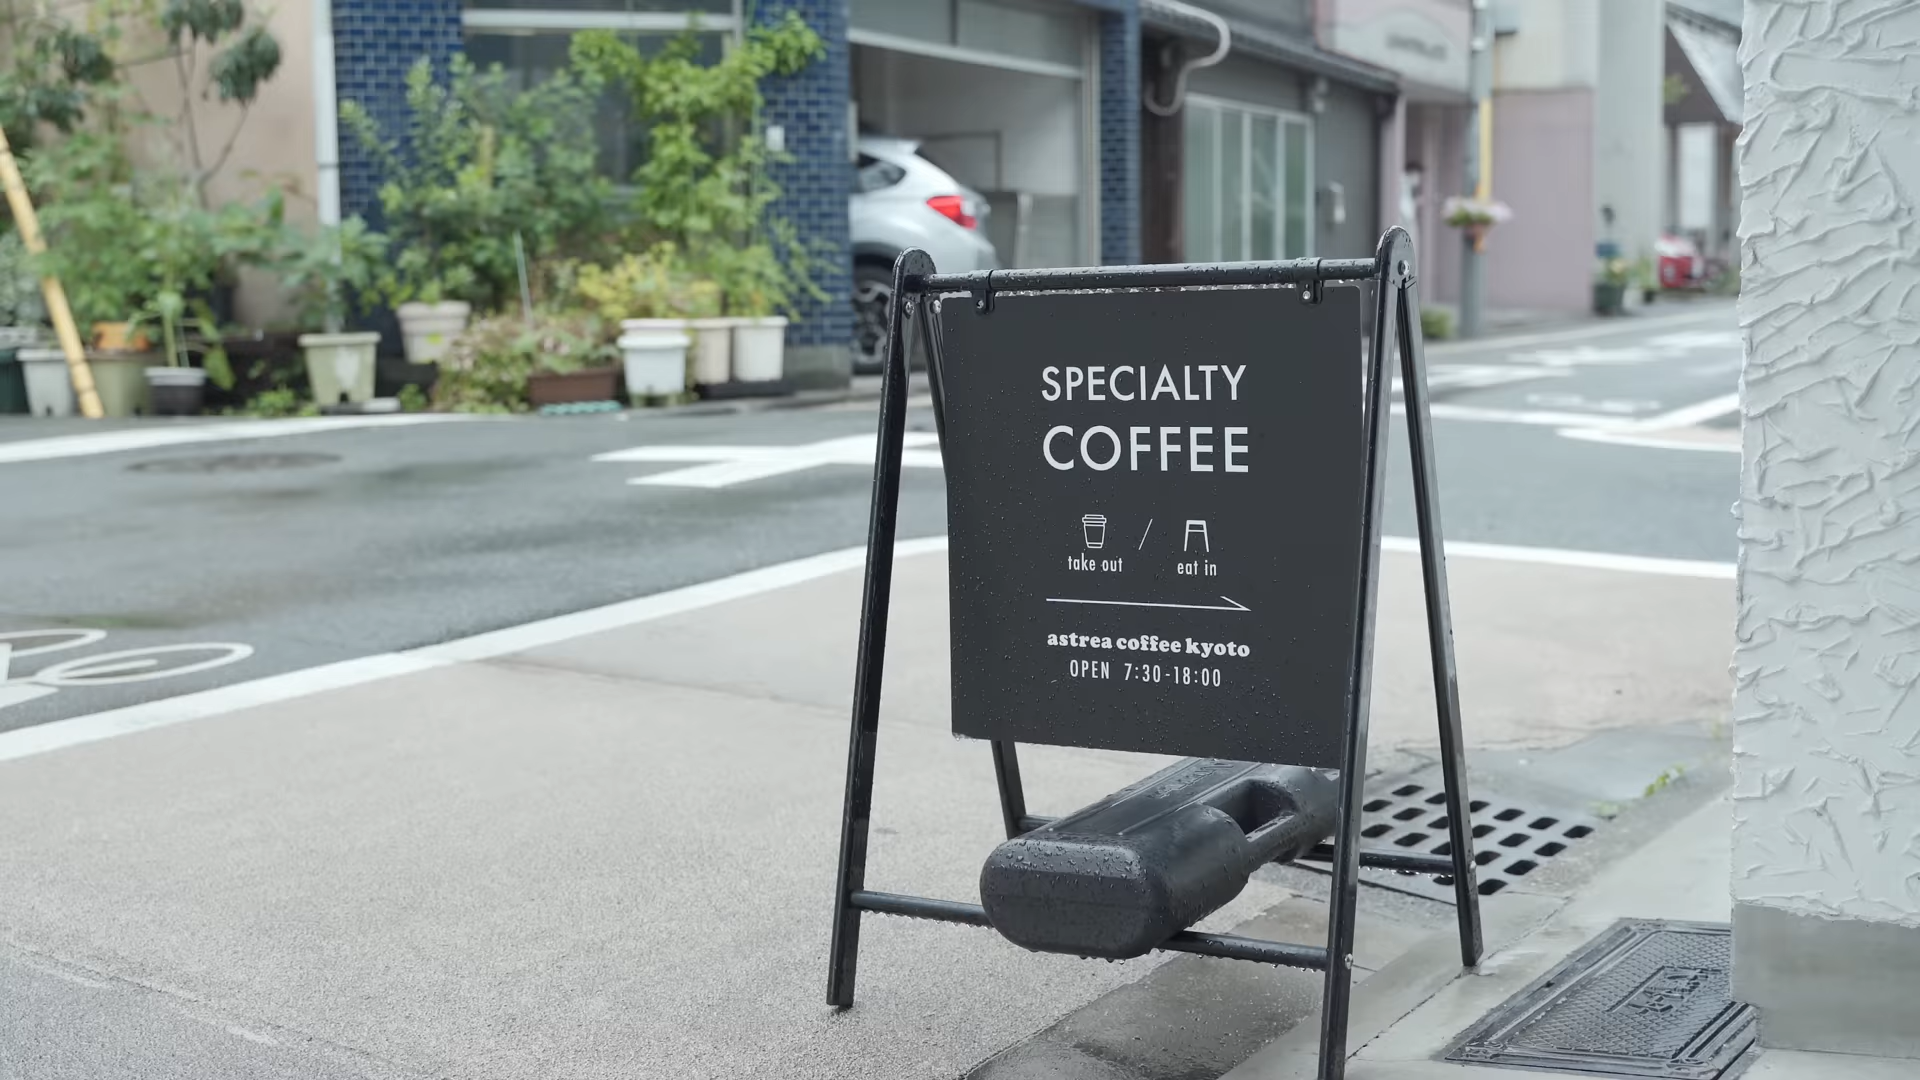 SPECIALTY
COFFEE
take out / eat in
astrea coffee kyoto
OPEN 7:30-18:00